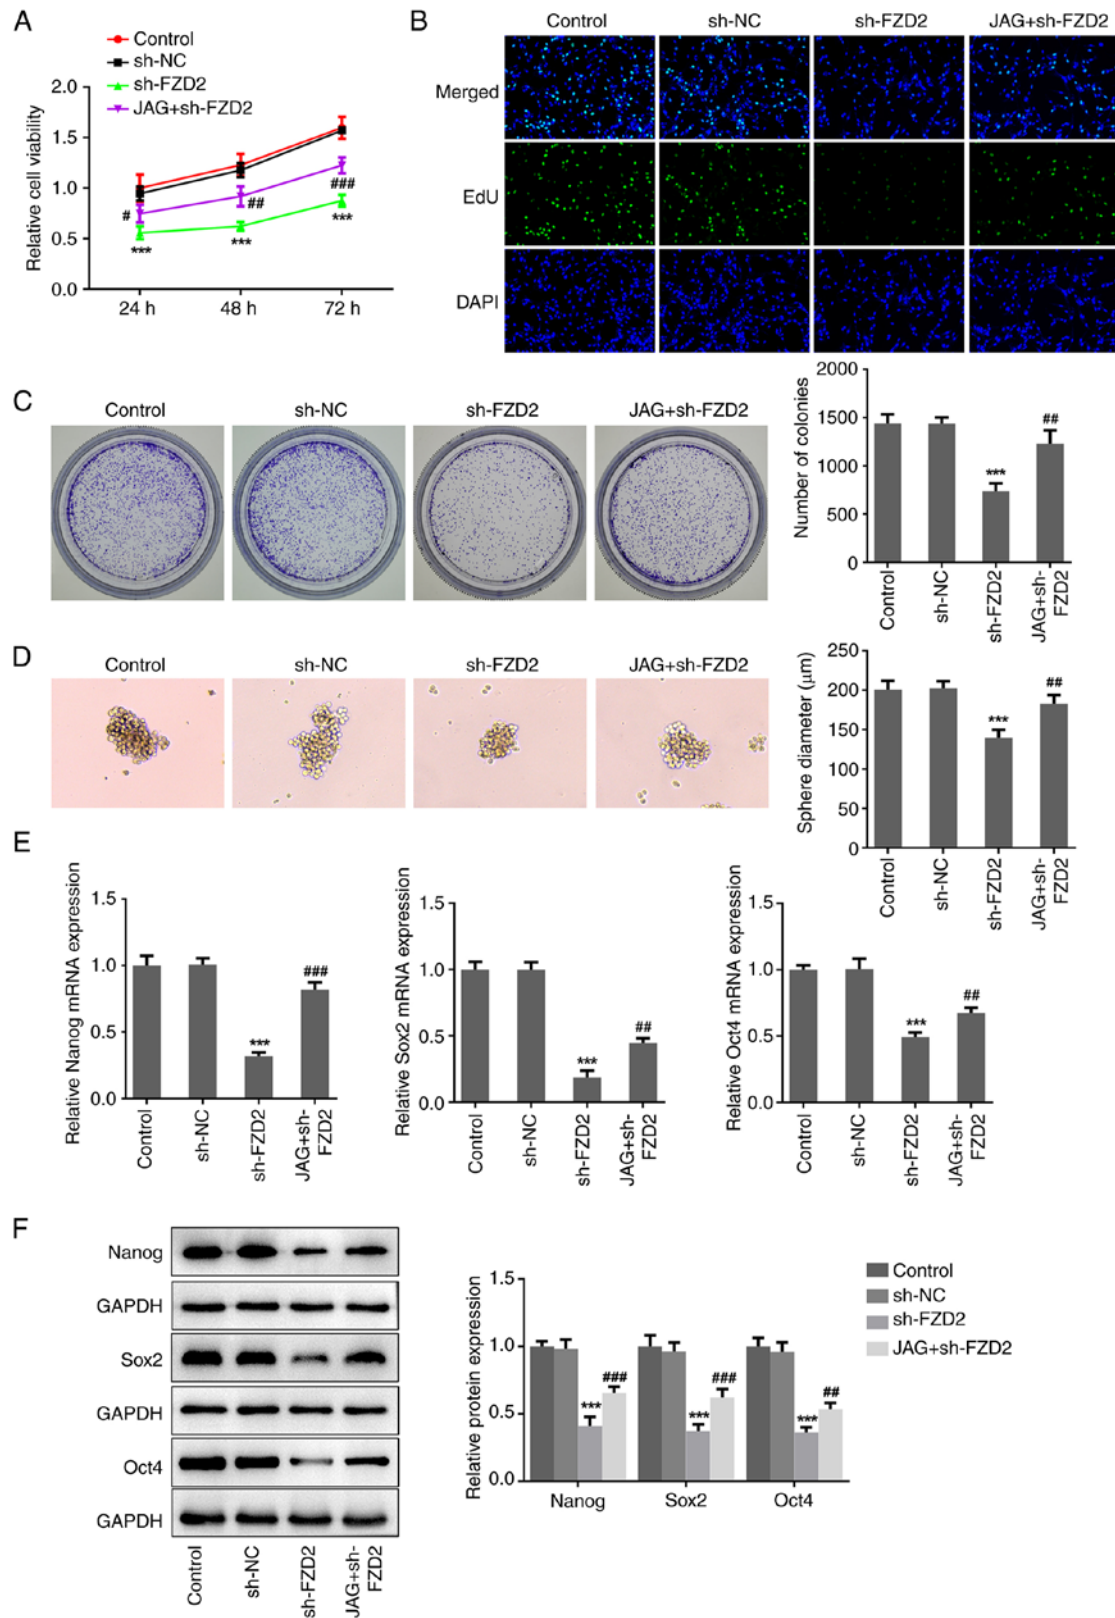 A
Control
sh-NC
sh-FZD2
JAG+sh-FZD2
Relative cell viability
2.0
1.5
1.0
0.5
0.0
#
##
###
***
***
***
24 h
48 h
72 h
B
Control
sh-NC
sh-FZD2
JAG+sh-FZD2
Merged
EdU
DAPI
C
Control
sh-NC
sh-FZD2
JAG+sh-FZD2
Number of colonies
2000
1500
1000
500
0
***
##
Control
sh-NC
sh-FZD2
JAG+sh-
FZD2
D
Control
sh-NC
sh-FZD2
JAG+sh-FZD2
Sphere diameter (μm)
250
200
150
100
50
0
***
##
Control
sh-NC
sh-FZD2
JAG+sh-
FZD2
E
Relative Nanog mRNA expression
1.5
1.0
0.5
0.0
***
###
Control
sh-NC
sh-FZD2
JAG+sh-
FZD2
Relative Sox2 mRNA expression
1.5
1.0
0.5
0.0
***
##
Control
sh-NC
sh-FZD2
JAG+sh-
FZD2
Relative Oct4 mRNA expression
1.5
1.0
0.5
0.0
***
##
Control
sh-NC
sh-FZD2
JAG+sh-
FZD2
F
Nanog
GAPDH
Sox2
GAPDH
Oct4
GAPDH
Control
sh-NC
sh-FZD2
JAG+sh-
FZD2
Relative protein expression
1.5
1.0
0.5
0.0
***
###
***
###
***
##
Nanog
Sox2
Oct4
Control
sh-NC
sh-FZD2
JAG+sh-FZD2